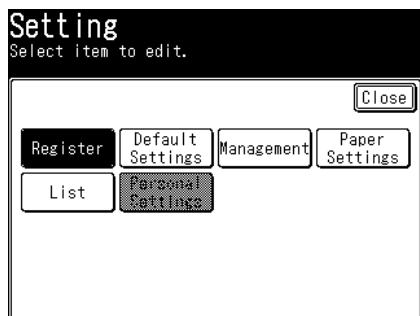 Setting
Select item to edit.
Close
Register
Default
Settings
Management
Paper
Settings
List
Personal
Settings